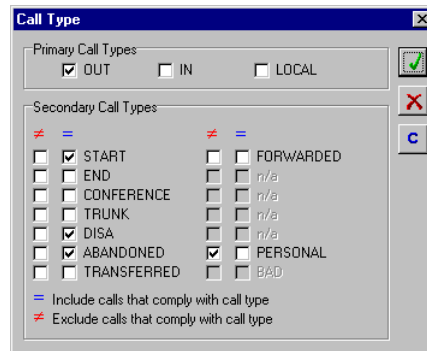 Call Type
Primary Call Types
OUT IN LOCAL
Secondary Call Types
≠ = ≠ =
START FORWARDED
END n/a
CONFERENCE n/a
TRUNK n/a
DISA n/a
ABANDONED PERSONAL
TRANSFERRED BAD
= Include calls that comply with call type
≠ Exclude calls that comply with call type
C